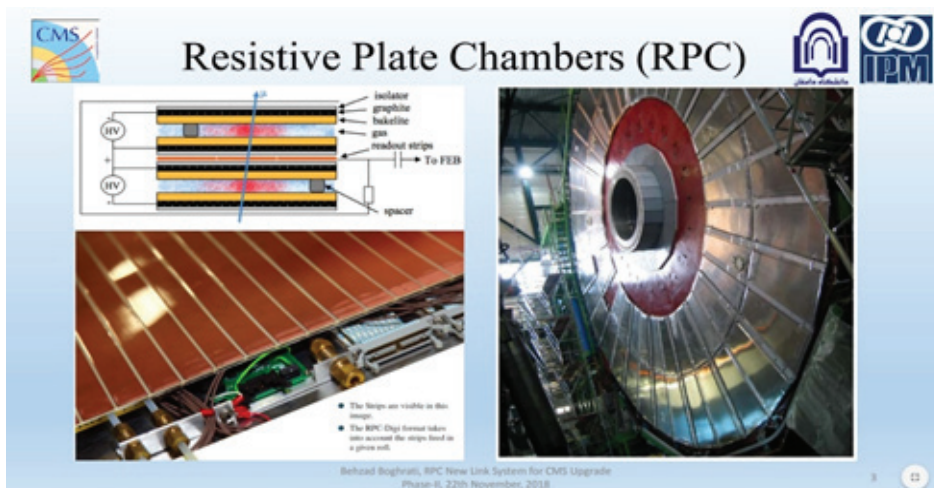 CMS
Resistive Plate Chambers (RPC)
IPM
μ
isolator
graphite
bakelite
gas
readout strips
To FEB
spacer
HV
+
HV
-
The Strips are visible in this
image.
The RPC-Digi format takes
into account the strips fired in
a given roll.
Behzad Boghrati, RPC New Link System for CMS Upgrade
Phase-II, 22th November, 2018
3